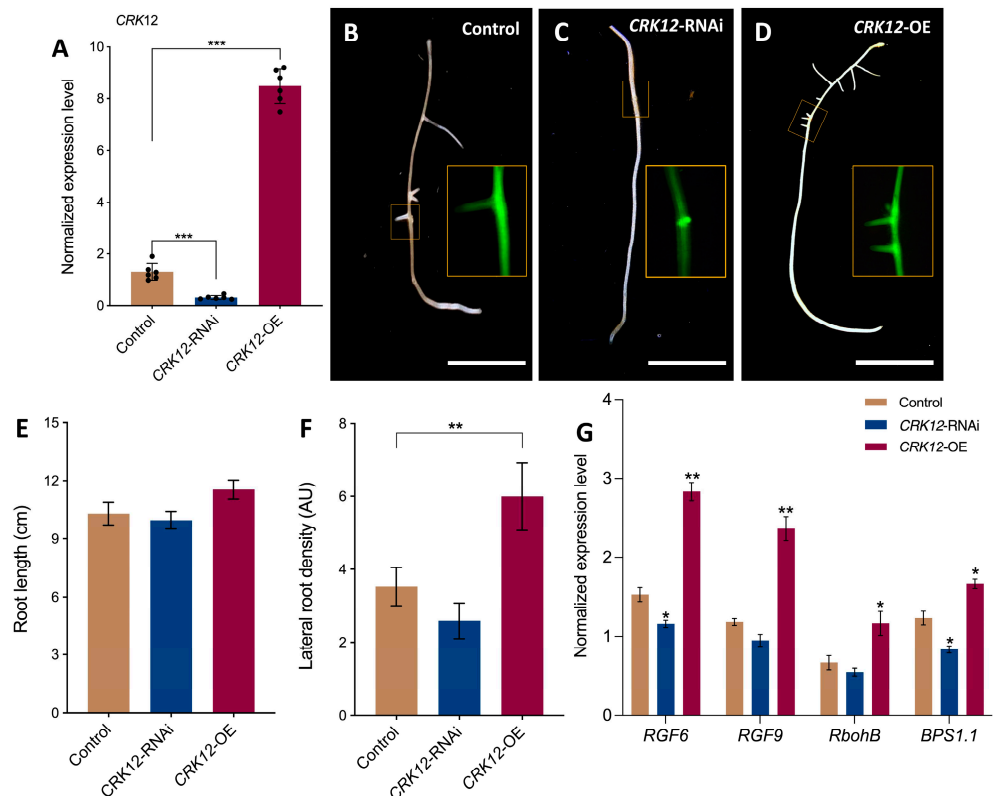 CRK12
A
Normalized expression level
10
8
6
4
2
0
***
***
Control
CRK12-RNAi
CRK12-OE
B
Control
C
CRK12-RNAi
D
CRK12-OE
E
Root length (cm)
15
12
9
6
3
0
Control
CRK12-RNAi
CRK12-OE
F
Lateral root density (AU)
8
6
4
2
0
**
Control
CRK12-RNAi
CRK12-OE
G
Control
CRK12-RNAi
CRK12-OE
Normalized expression level
4
3
2
1
0
*
**
**
*
*
*
RGF6
RGF9
RbohB
BPS1.1